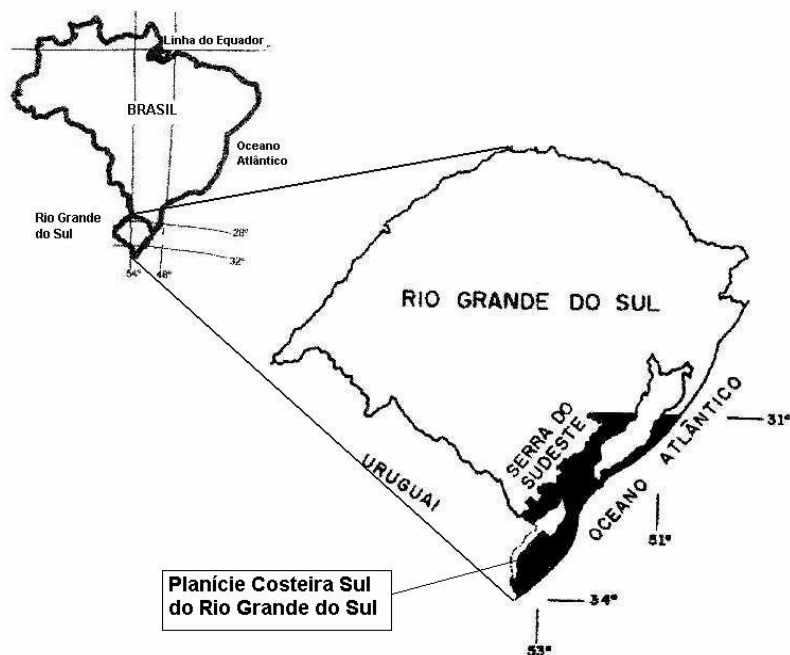 Linha do Equador
BRASIL
Oceano
Atlântico
Rio Grande
do Sul
28°
32°
54°
48°
RIO GRANDE DO SUL
SERRA DO
SUDESTE
OCEANO ATLÂNTICO
URUGUAI
31°
51°
34°
53°
Planície Costeira Sul
do Rio Grande do Sul